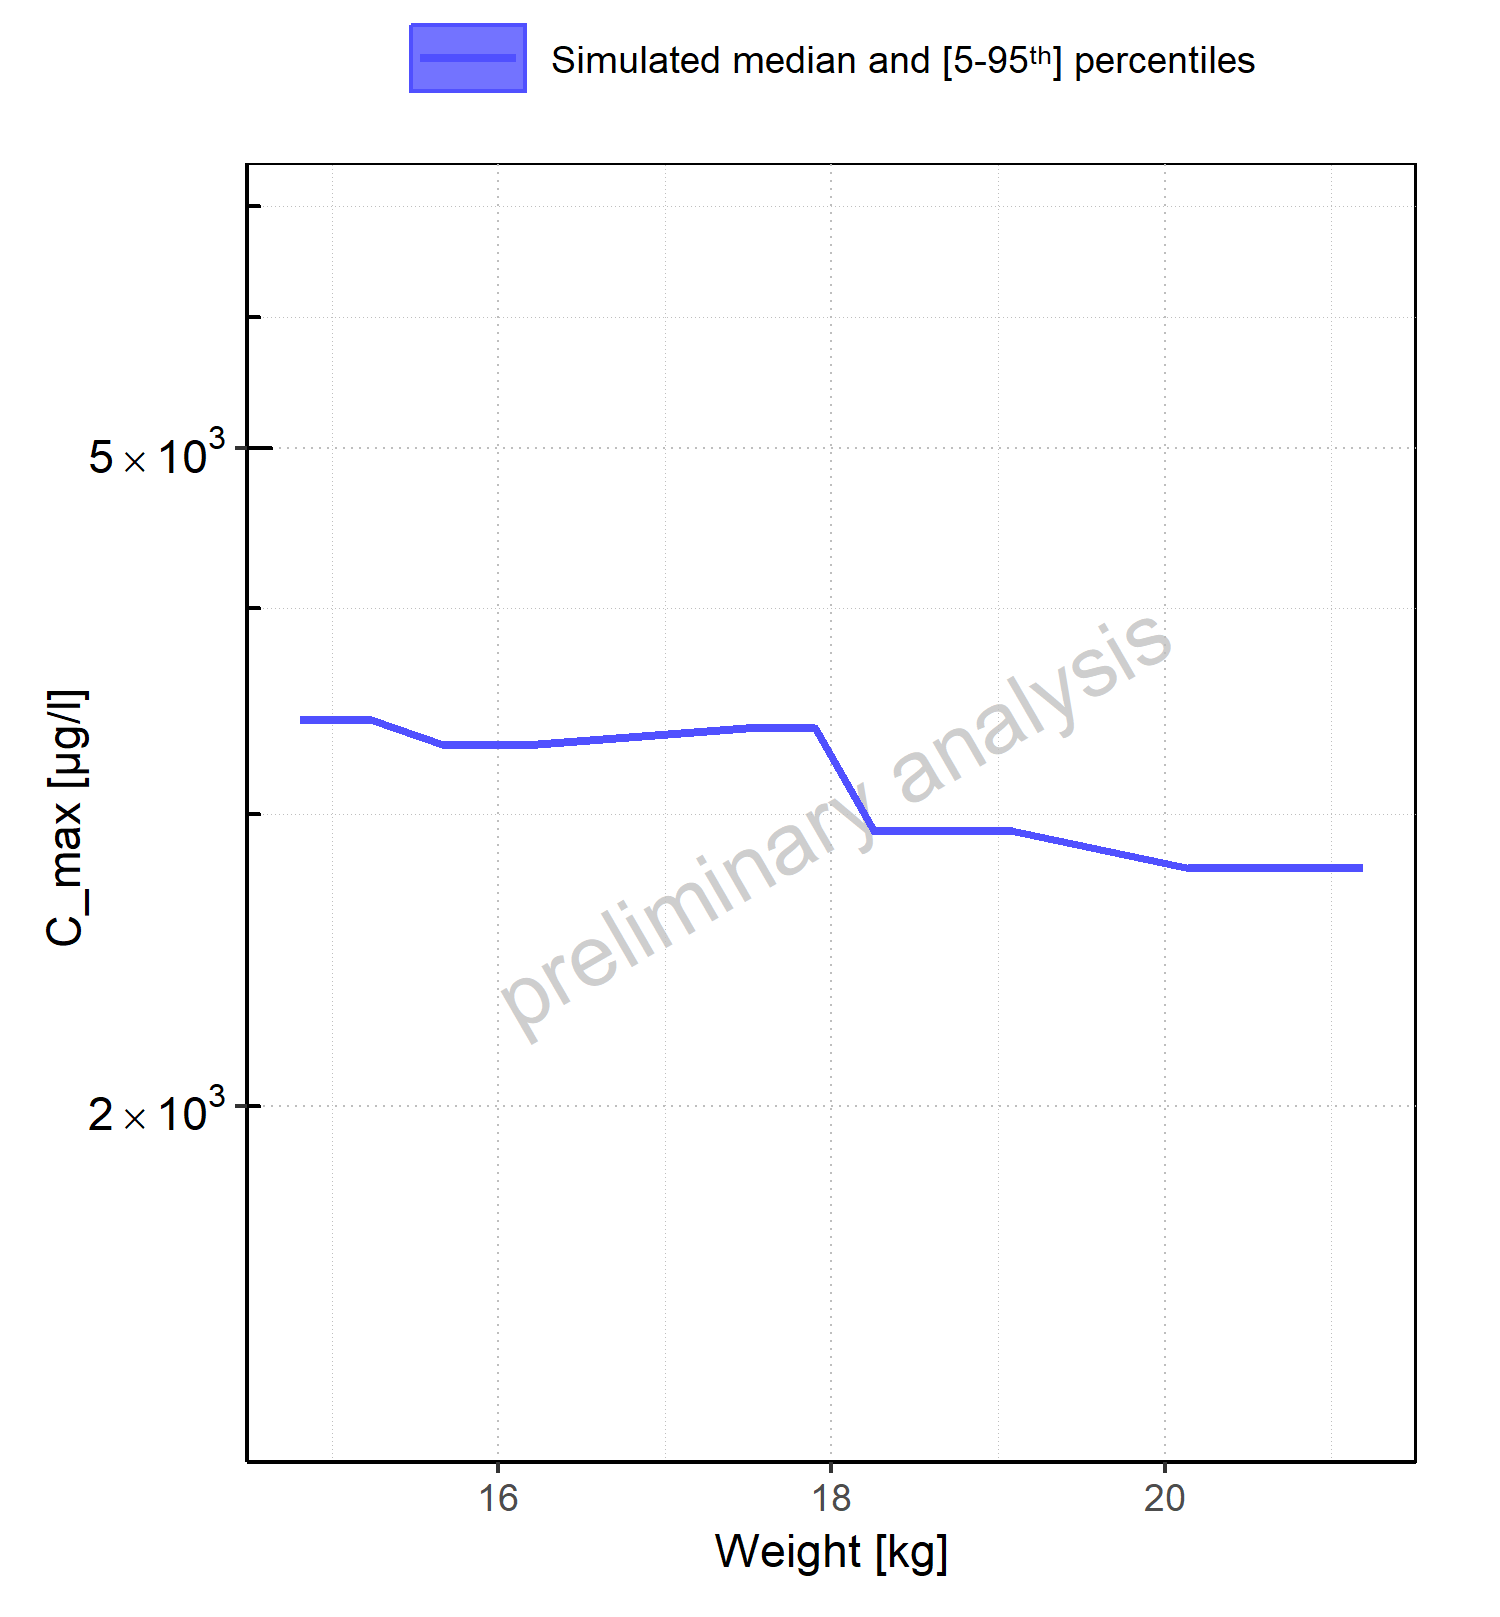 Simulated median and [5-95ᵗʰ] percentiles
5 × 10³
2 × 10³
C_max [µg/l]
preliminary analysis
16 18 20
Weight [kg]